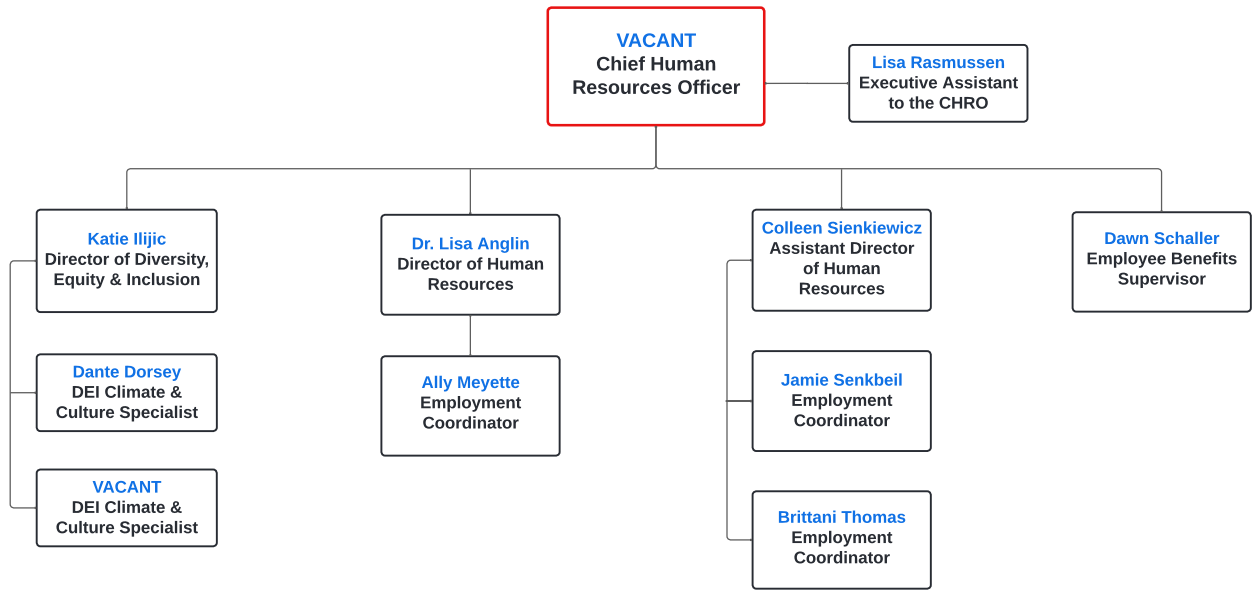 VACANT
Chief Human
Resources Officer
Lisa Rasmussen
Executive Assistant
to the CHRO
Katie Ilijic
Director of Diversity,
Equity & Inclusion
Dr. Lisa Anglin
Director of Human
Resources
Colleen Sienkiewicz
Assistant Director
of Human
Resources
Dawn Schaller
Employee Benefits
Supervisor
Dante Dorsey
DEI Climate &
Culture Specialist
Ally Meyette
Employment
Coordinator
Jamie Senkbeil
Employment
Coordinator
VACANT
DEI Climate &
Culture Specialist
Brittani Thomas
Employment
Coordinator